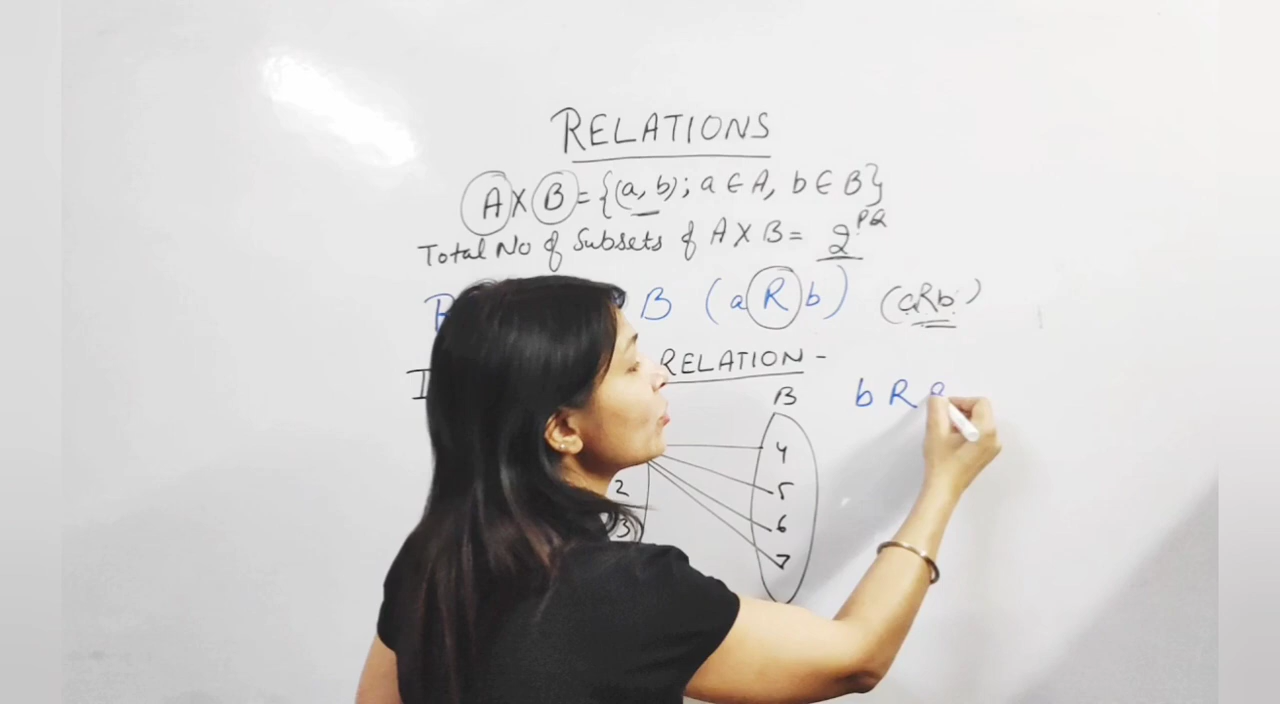 RELATIONS
A X B = {(a, b); a ∈ A, b ∈ B}
Total No of Subsets of A X B = 2^PQ
B (a R b) (aRb)
RELATION -
B
b R
4
5
2
6
3
7